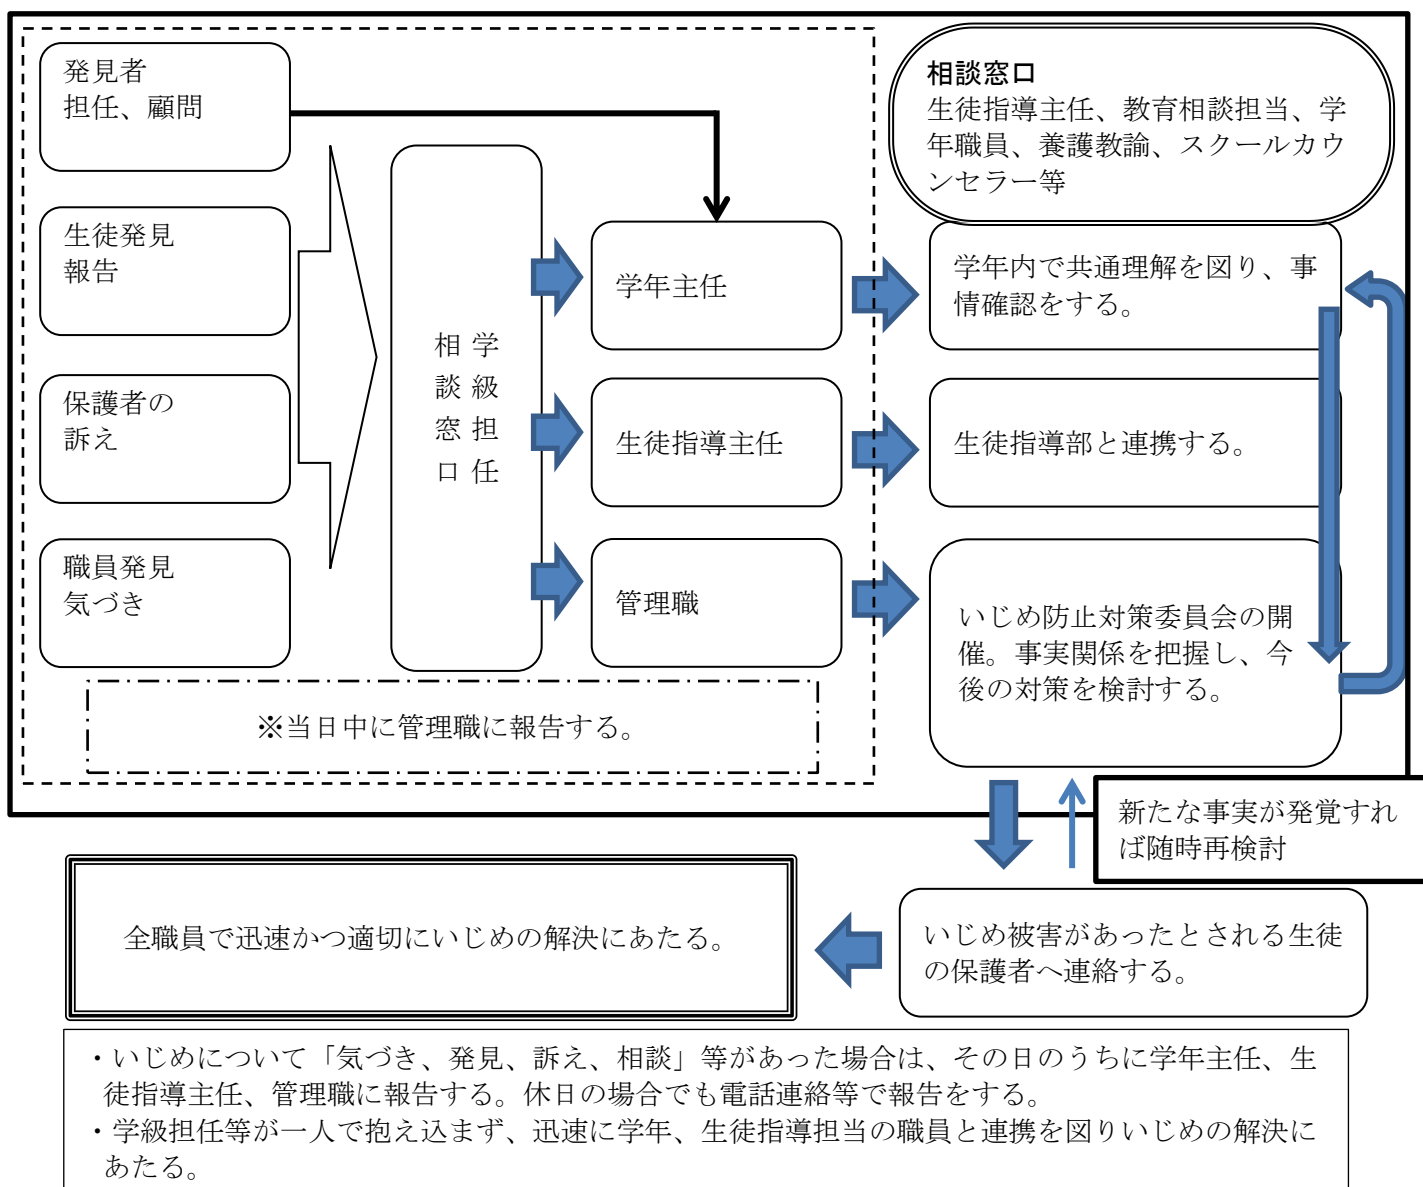 発見者
担任、顧問
生徒発見
報告
保護者の
訴え
職員発見
気づき
学級担任
相談窓口
学年主任
生徒指導主任
管理職
※当日中に管理職に報告する。
相談窓口
生徒指導主任、教育相談担当、学
年職員、養護教諭、スクールカウ
ンセラー等
学年内で共通理解を図り、事
情確認をする。
生徒指導部と連携する。
いじめ防止対策委員会の開
催。事実関係を把握し、今
後の対策を検討する。
新たな事実が発覚すれ
ば随時再検討
いじめ被害があったとされる生徒
の保護者へ連絡する。
全職員で迅速かつ適切にいじめの解決にあたる。
・いじめについて「気づき、発見、訴え、相談」等があった場合は、その日のうちに学年主任、生
徒指導主任、管理職に報告する。休日の場合でも電話連絡等で報告をする。
・学級担任等が一人で抱え込まず、迅速に学年、生徒指導担当の職員と連携を図りいじめの解決に
あたる。